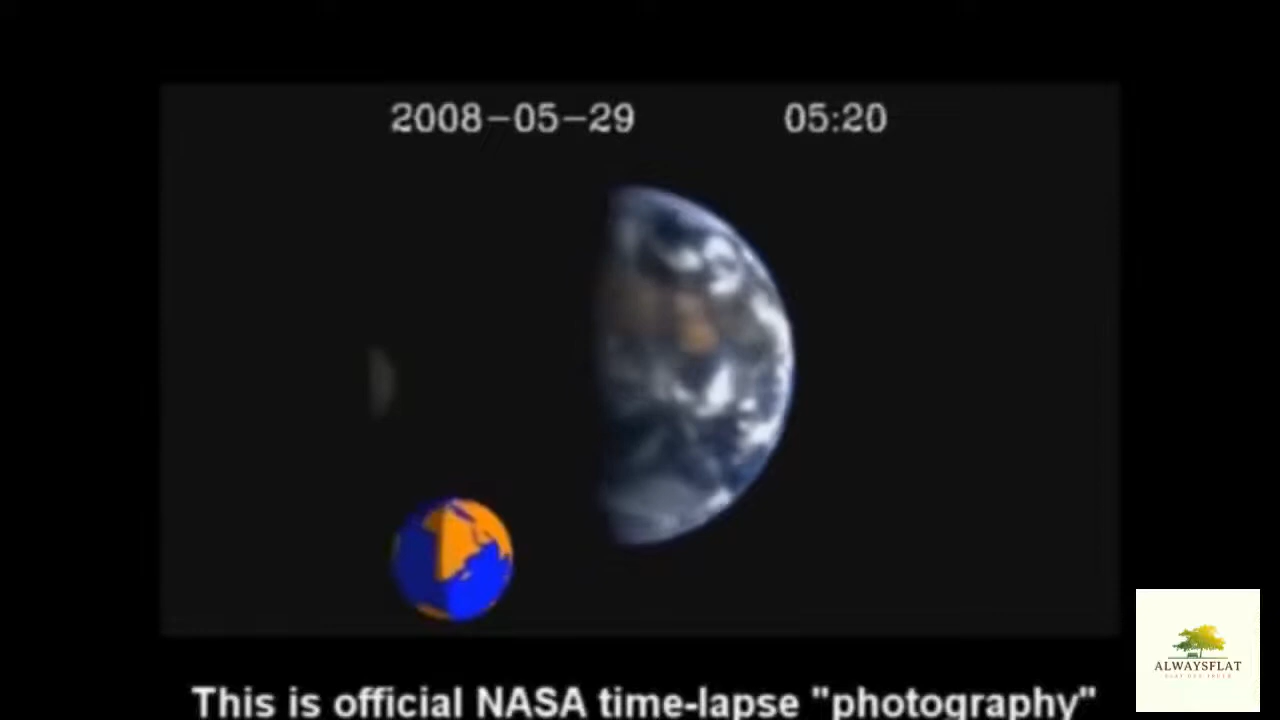 2008-05-29 05:20
ALWAYSFLAT
This is official NASA time-lapse "photography"